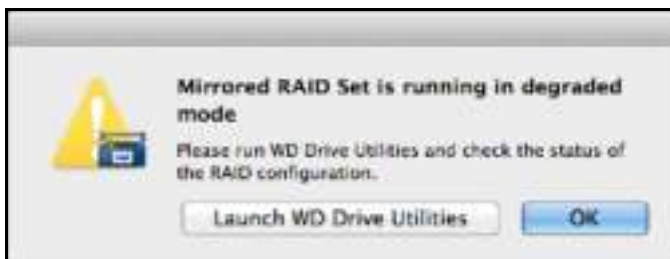 Mirrored RAID Set is running in degraded
mode
Please run WD Drive Utilities and check the status of
the RAID configuration.
Launch WD Drive Utilities
OK